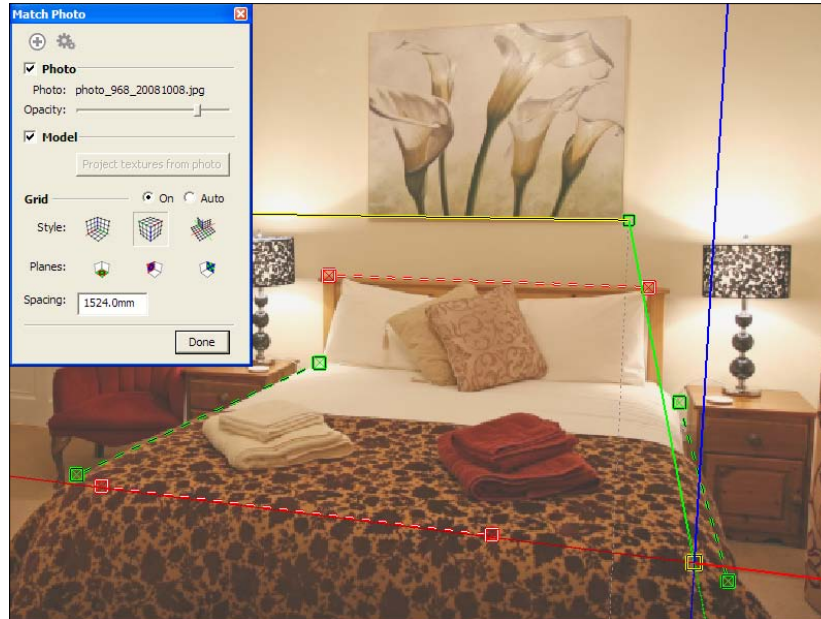 Match Photo
Photo
Photo: photo_968_20081008.jpg
Opacity:
Model
Project textures from photo
Grid On Auto
Style:
Planes:
Spacing: 1524.0mm
Done